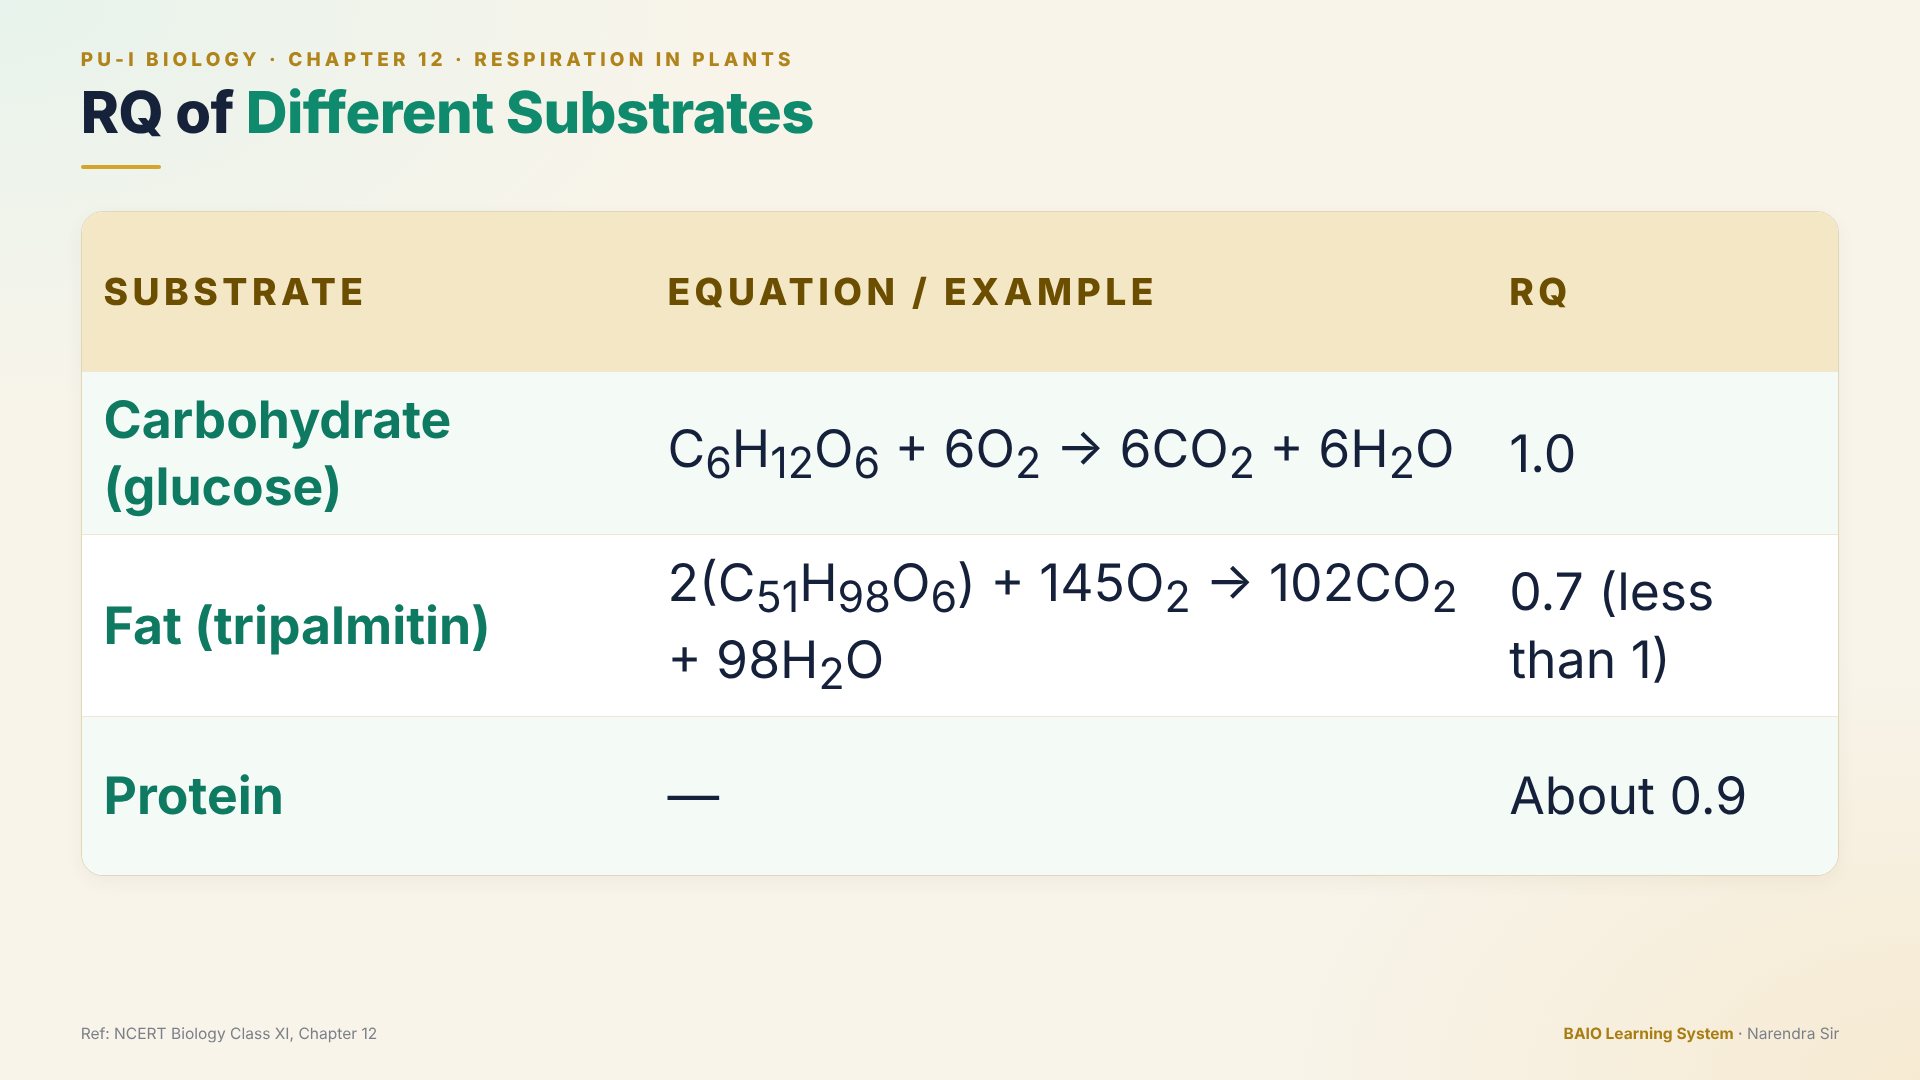 PU-I BIOLOGY · CHAPTER 12 · RESPIRATION IN PLANTS
RQ of Different Substrates
SUBSTRATE EQUATION / EXAMPLE RQ
Carbohydrate
(glucose)
C₆H₁₂O₆ + 6O₂ → 6CO₂ + 6H₂O
1.0
Fat (tripalmitin)
2(C₅₁H₉₈O₆) + 145O₂ → 102CO₂
+ 98H₂O
0.7 (less
than 1)
Protein — About 0.9
Ref: NCERT Biology Class XI, Chapter 12
BAIO Learning System · Narendra Sir